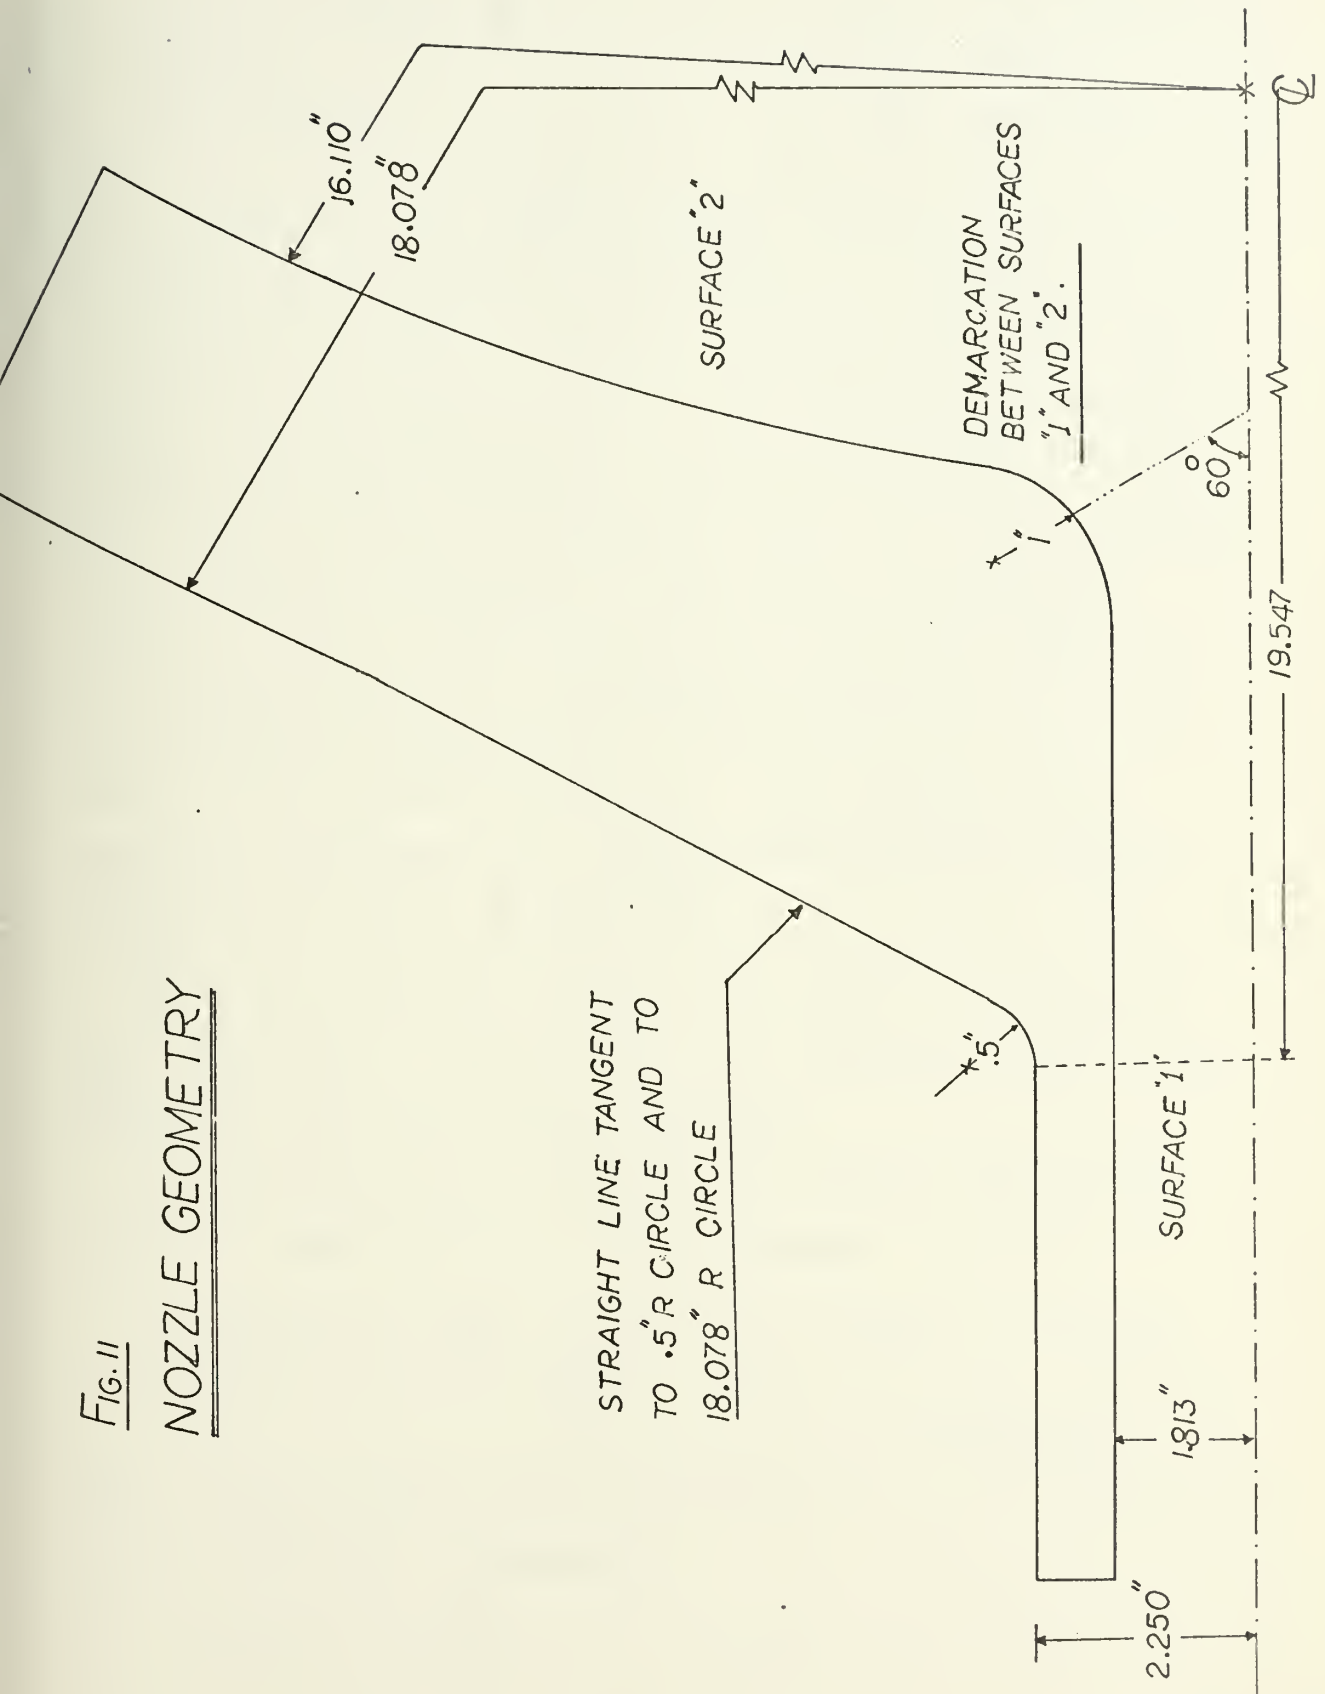 FIG. 11
NOZZLE GEOMETRY
STRAIGHT LINE TANGENT
TO .5"R CIRCLE AND TO
18.078" R CIRCLE
16.110"
18.078"
SURFACE "2"
DEMARCATION
BETWEEN SURFACES
"1" AND "2".
1"
60°
.5"
19.547
SURFACE "1"
1.813"
2.250"
℄